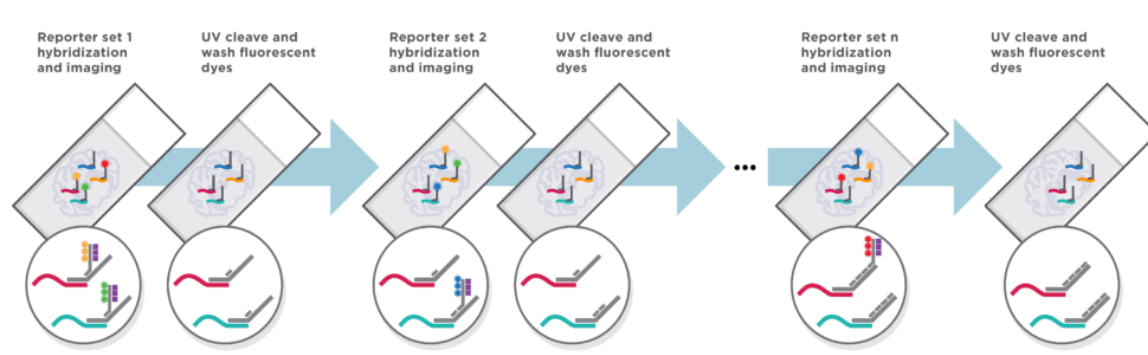 Reporter set 1
hybridization
and imaging
UV cleave and
wash fluorescent
dyes
Reporter set 2
hybridization
and imaging
UV cleave and
wash fluorescent
dyes
...
Reporter set n
hybridization
and imaging
UV cleave and
wash fluorescent
dyes